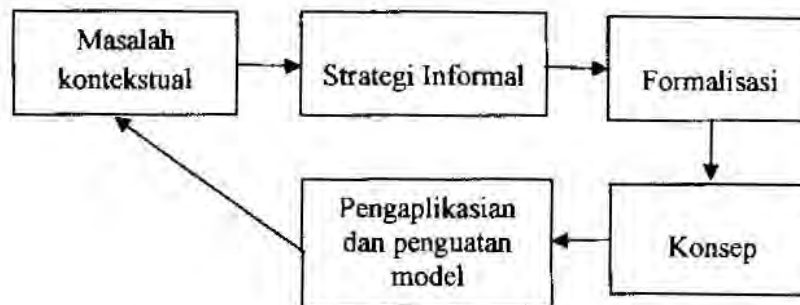 Masalah
kontekstual
Strategi Informal
Formalisasi
Konsep
Pengaplikasian
dan penguatan
model